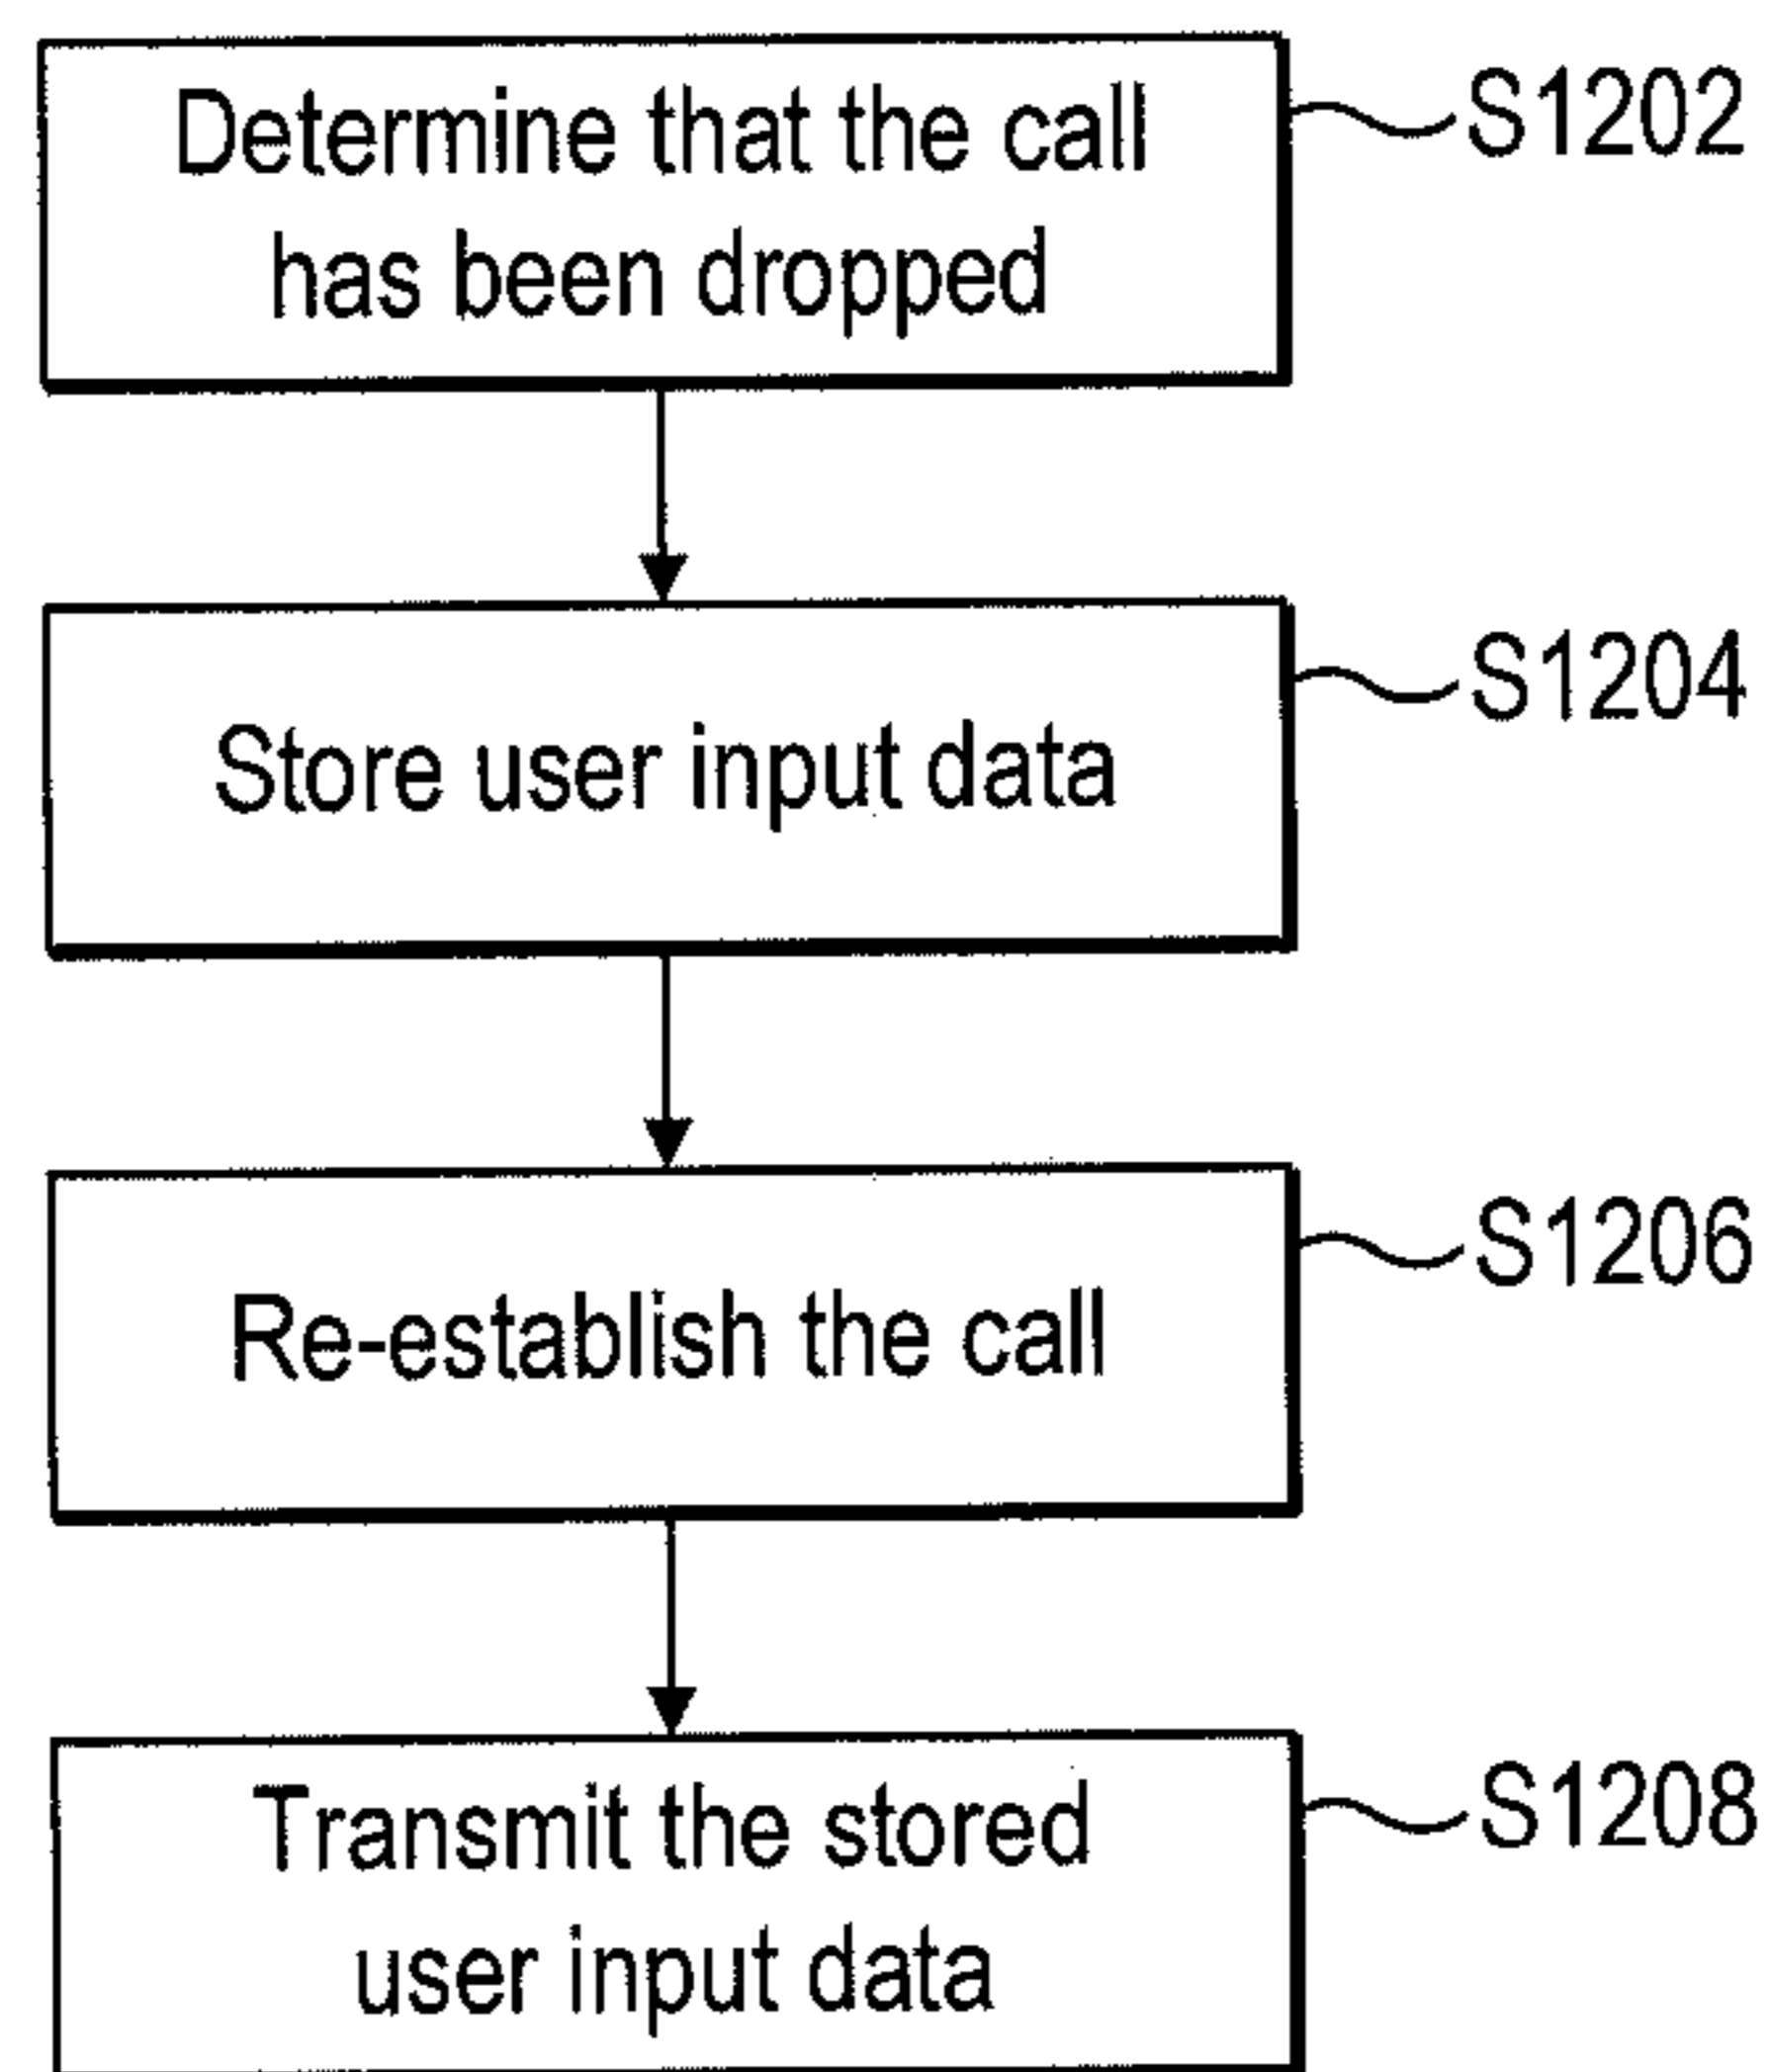 Determine that the call
has been dropped
S1202
Store user input data
S1204
Re-establish the call
S1206
Transmit the stored
user input data
S1208